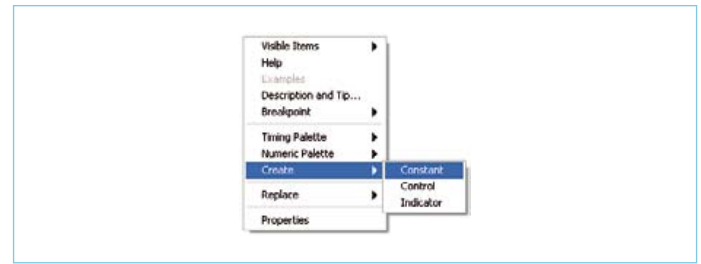 Visible Items
Help
Examples
Description and Tip...
Breakpoint
Timing Palette
Numeric Palette
Create
Constant
Control
Replace
Indicator
Properties